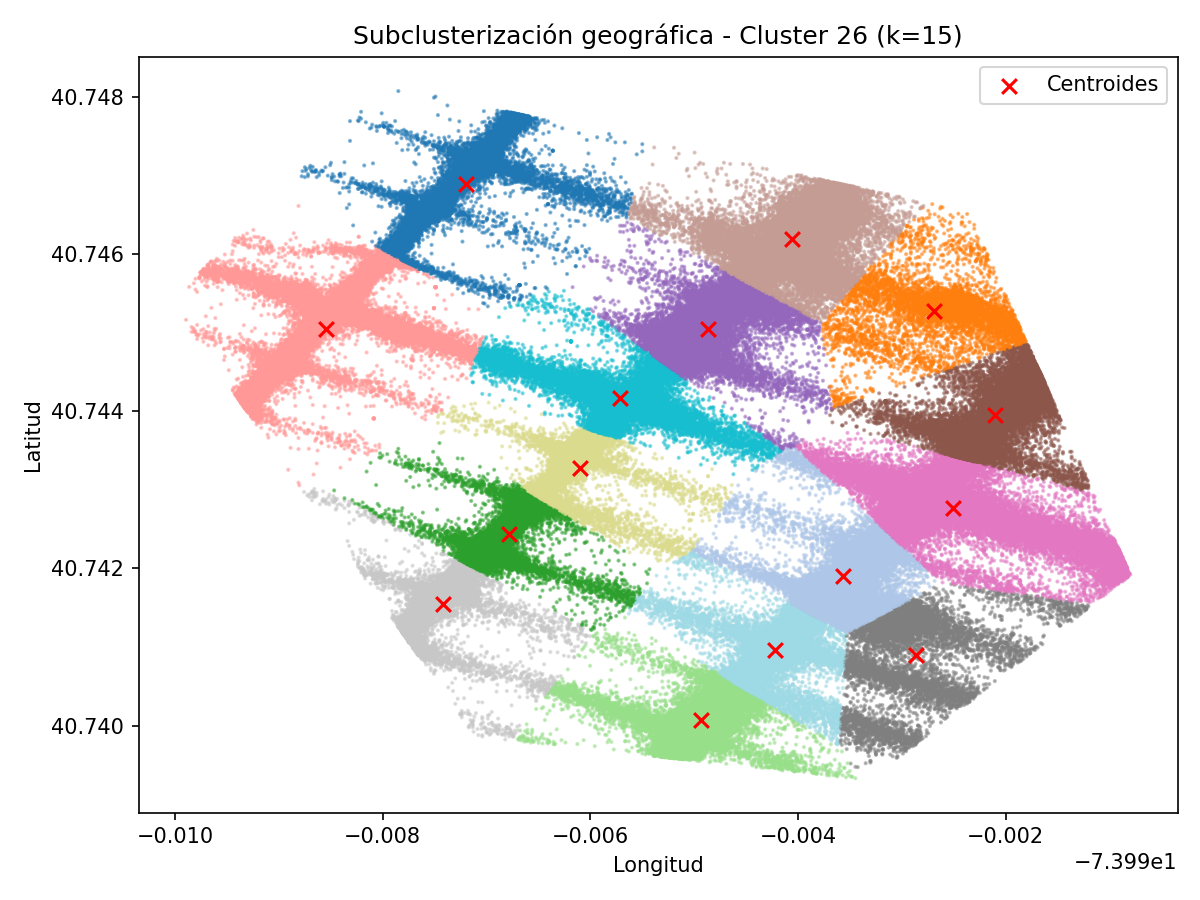 Subclusterización geográfica - Cluster 26 (k=15)
Centroides
40.748
40.746
40.744
40.742
40.740
Latitud
−0.010
−0.008
−0.006
−0.004
−0.002
−7.399e1
Longitud